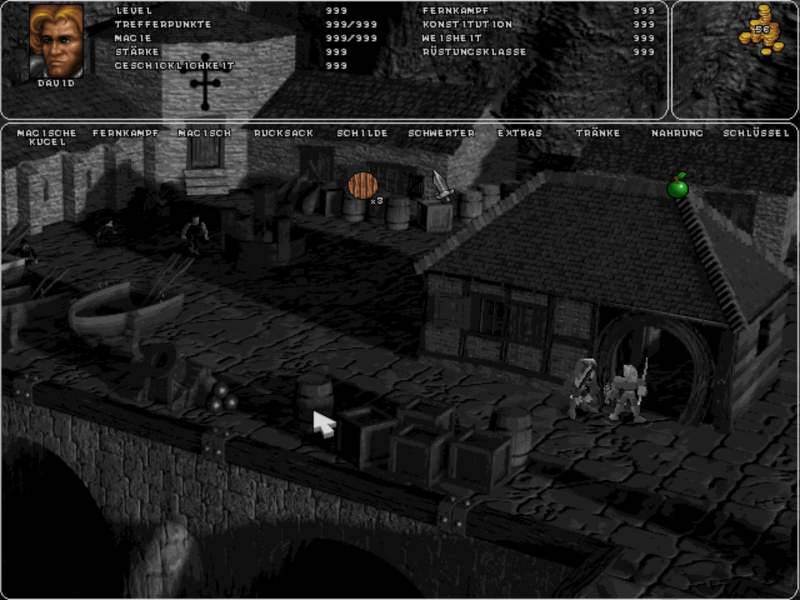 LEVEL 999 FERNKAMPF 999
TREFFERPUNKTE 999/999 KONSTITUTION 999
MAGIE 999/999 WEISHEIT 999
STÄRKE 999 RÜSTUNGSKLASSE 999
GESCHICKLICHKEIT 999
DAVID
56
MAGISCHE KUGEL FERNKAMPF MAGISCH RUCKSACK SCHILDE SCHWERTER EXTRAS TRÄNKE NAHRUNG SCHLÜSSEL
x3